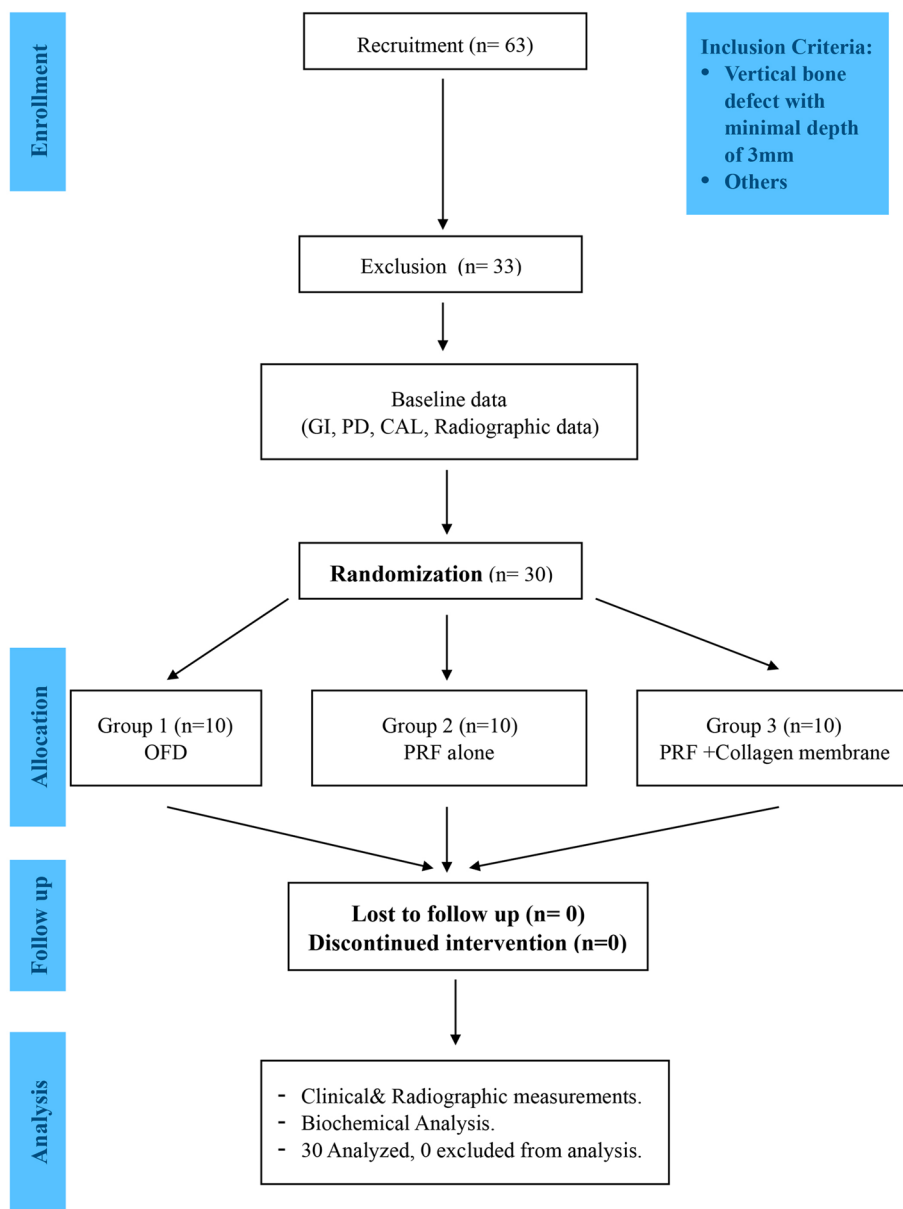 Enrollment
Recruitment (n= 63)
Inclusion Criteria:
• Vertical bone
defect with
minimal depth
of 3mm
• Others
Exclusion (n= 33)
Baseline data
(GI, PD, CAL, Radiographic data)
Randomization (n= 30)
Allocation
Group 1 (n=10)
OFD
Group 2 (n=10)
PRF alone
Group 3 (n=10)
PRF +Collagen membrane
Follow up
Lost to follow up (n= 0)
Discontinued intervention (n=0)
Analysis
- Clinical& Radiographic measurements.
- Biochemical Analysis.
- 30 Analyzed, 0 excluded from analysis.